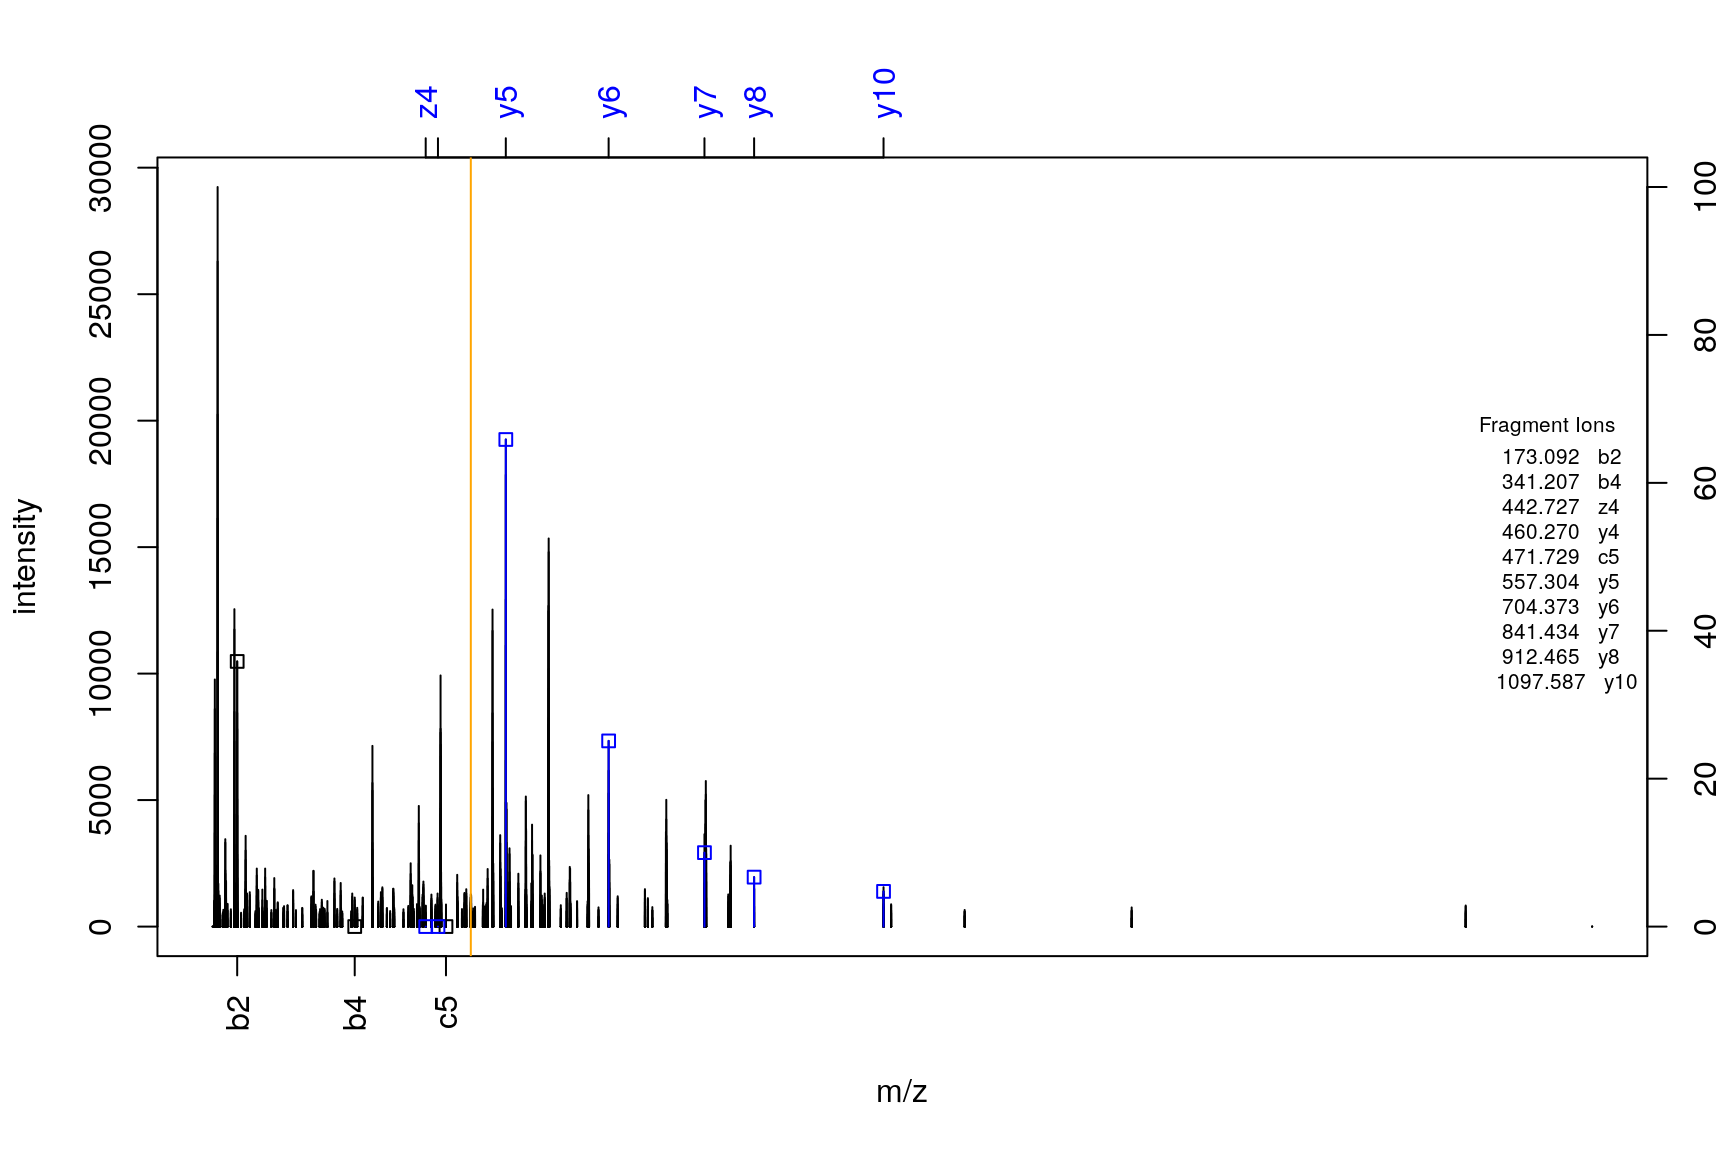 z4 y5 y6 y7 y8 y10
30000
25000
20000
15000
10000
5000
0
intensity
100
80
60
40
20
0
Fragment Ions
173.092 b2
341.207 b4
442.727 z4
460.270 y4
471.729 c5
557.304 y5
704.373 y6
841.434 y7
912.465 y8
1097.587 y10
b2 b4 c5
m/z